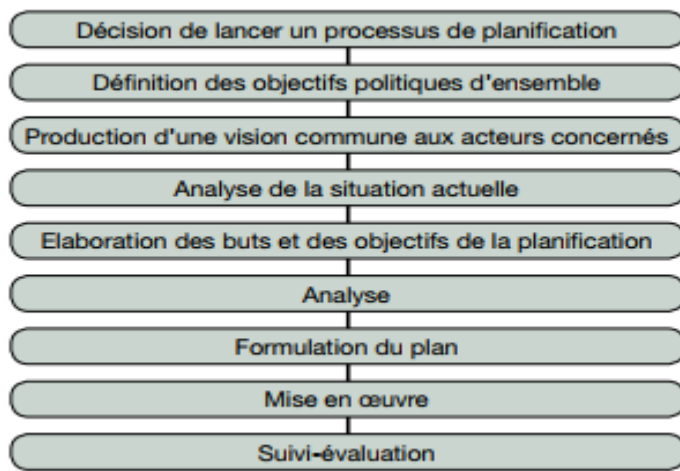 Décision de lancer un processus de planification
Définition des objectifs politiques d'ensemble
Production d'une vision commune aux acteurs concernés
Analyse de la situation actuelle
Elaboration des buts et des objectifs de la planification
Analyse
Formulation du plan
Mise en œuvre
Suivi-évaluation